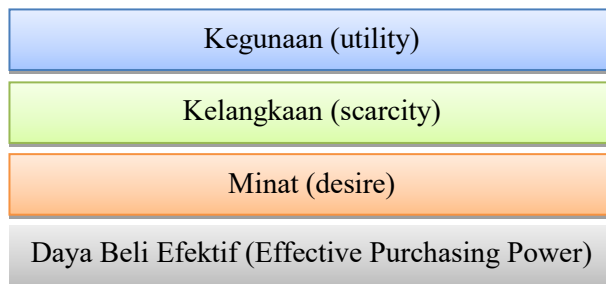 Kegunaan (utility)
Kelangkaan (scarcity)
Minat (desire)
Daya Beli Efektif (Effective Purchasing Power)